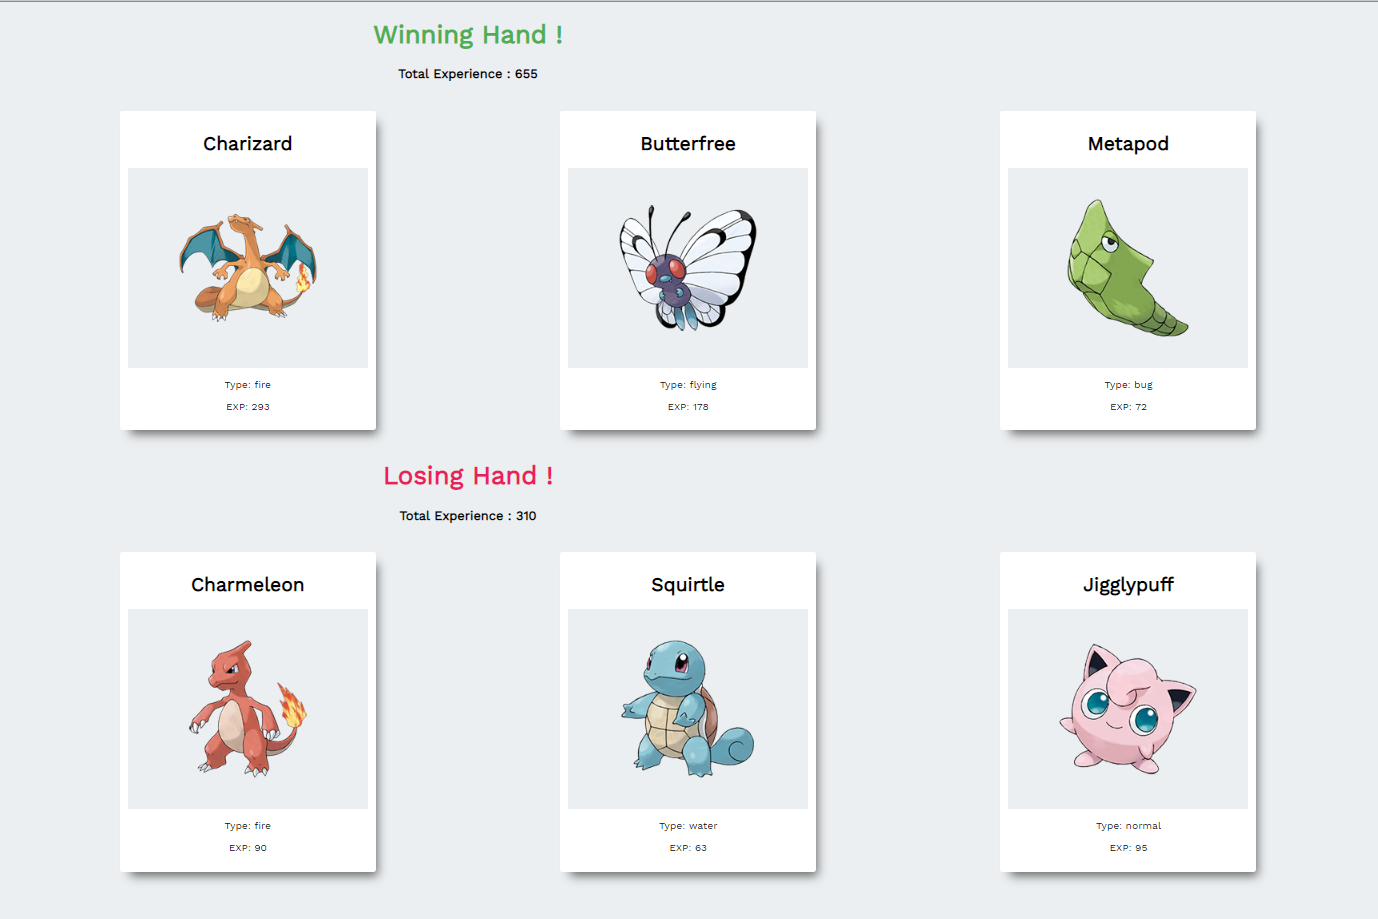 Winning Hand !
Total Experience : 655
Charizard
Butterfree
Metapod
Type: fire
Type: flying
Type: bug
EXP: 293
EXP: 178
EXP: 72
Losing Hand !
Total Experience : 310
Charmeleon
Squirtle
Jigglypuff
Type: fire
Type: water
Type: normal
EXP: 90
EXP: 63
EXP: 95